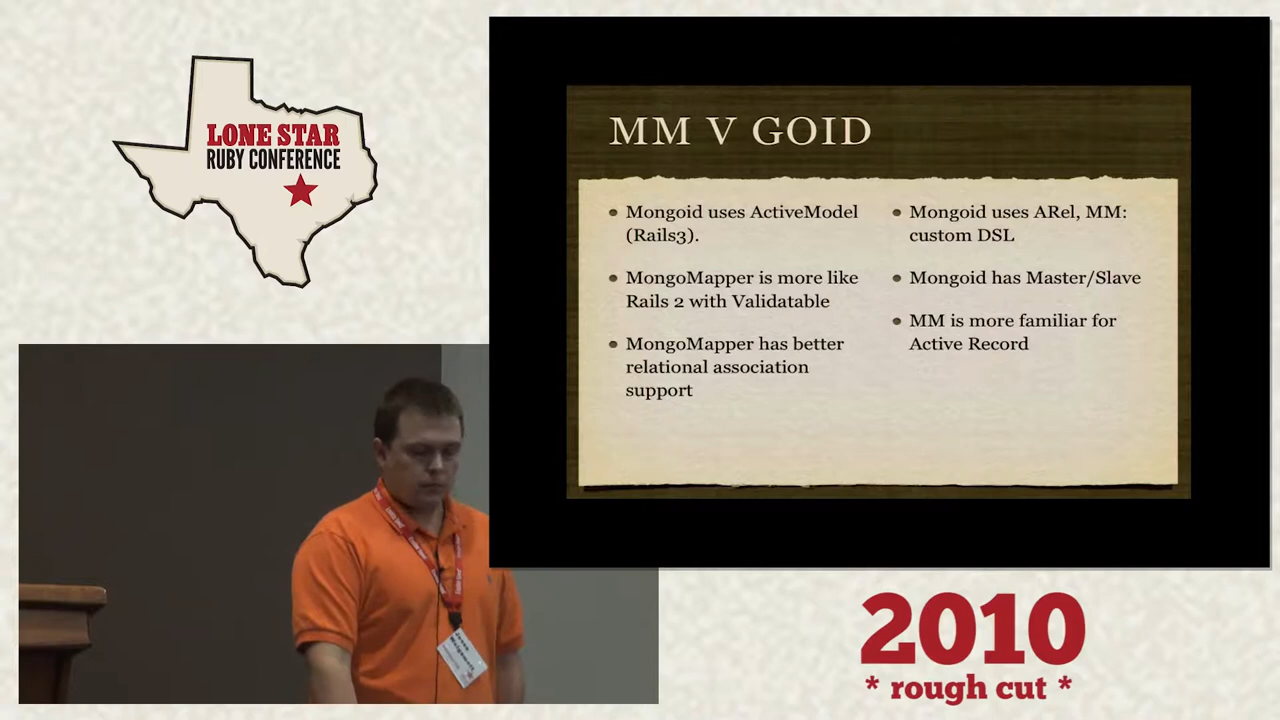 LONE STAR
RUBY CONFERENCE
MM V GOID
Mongoid uses ActiveModel
(Rails3).
MongoMapper is more like
Rails 2 with Validatable
MongoMapper has better
relational association
support
Mongoid uses ARel, MM:
custom DSL
Mongoid has Master/Slave
MM is more familiar for
Active Record
2010
* rough cut *